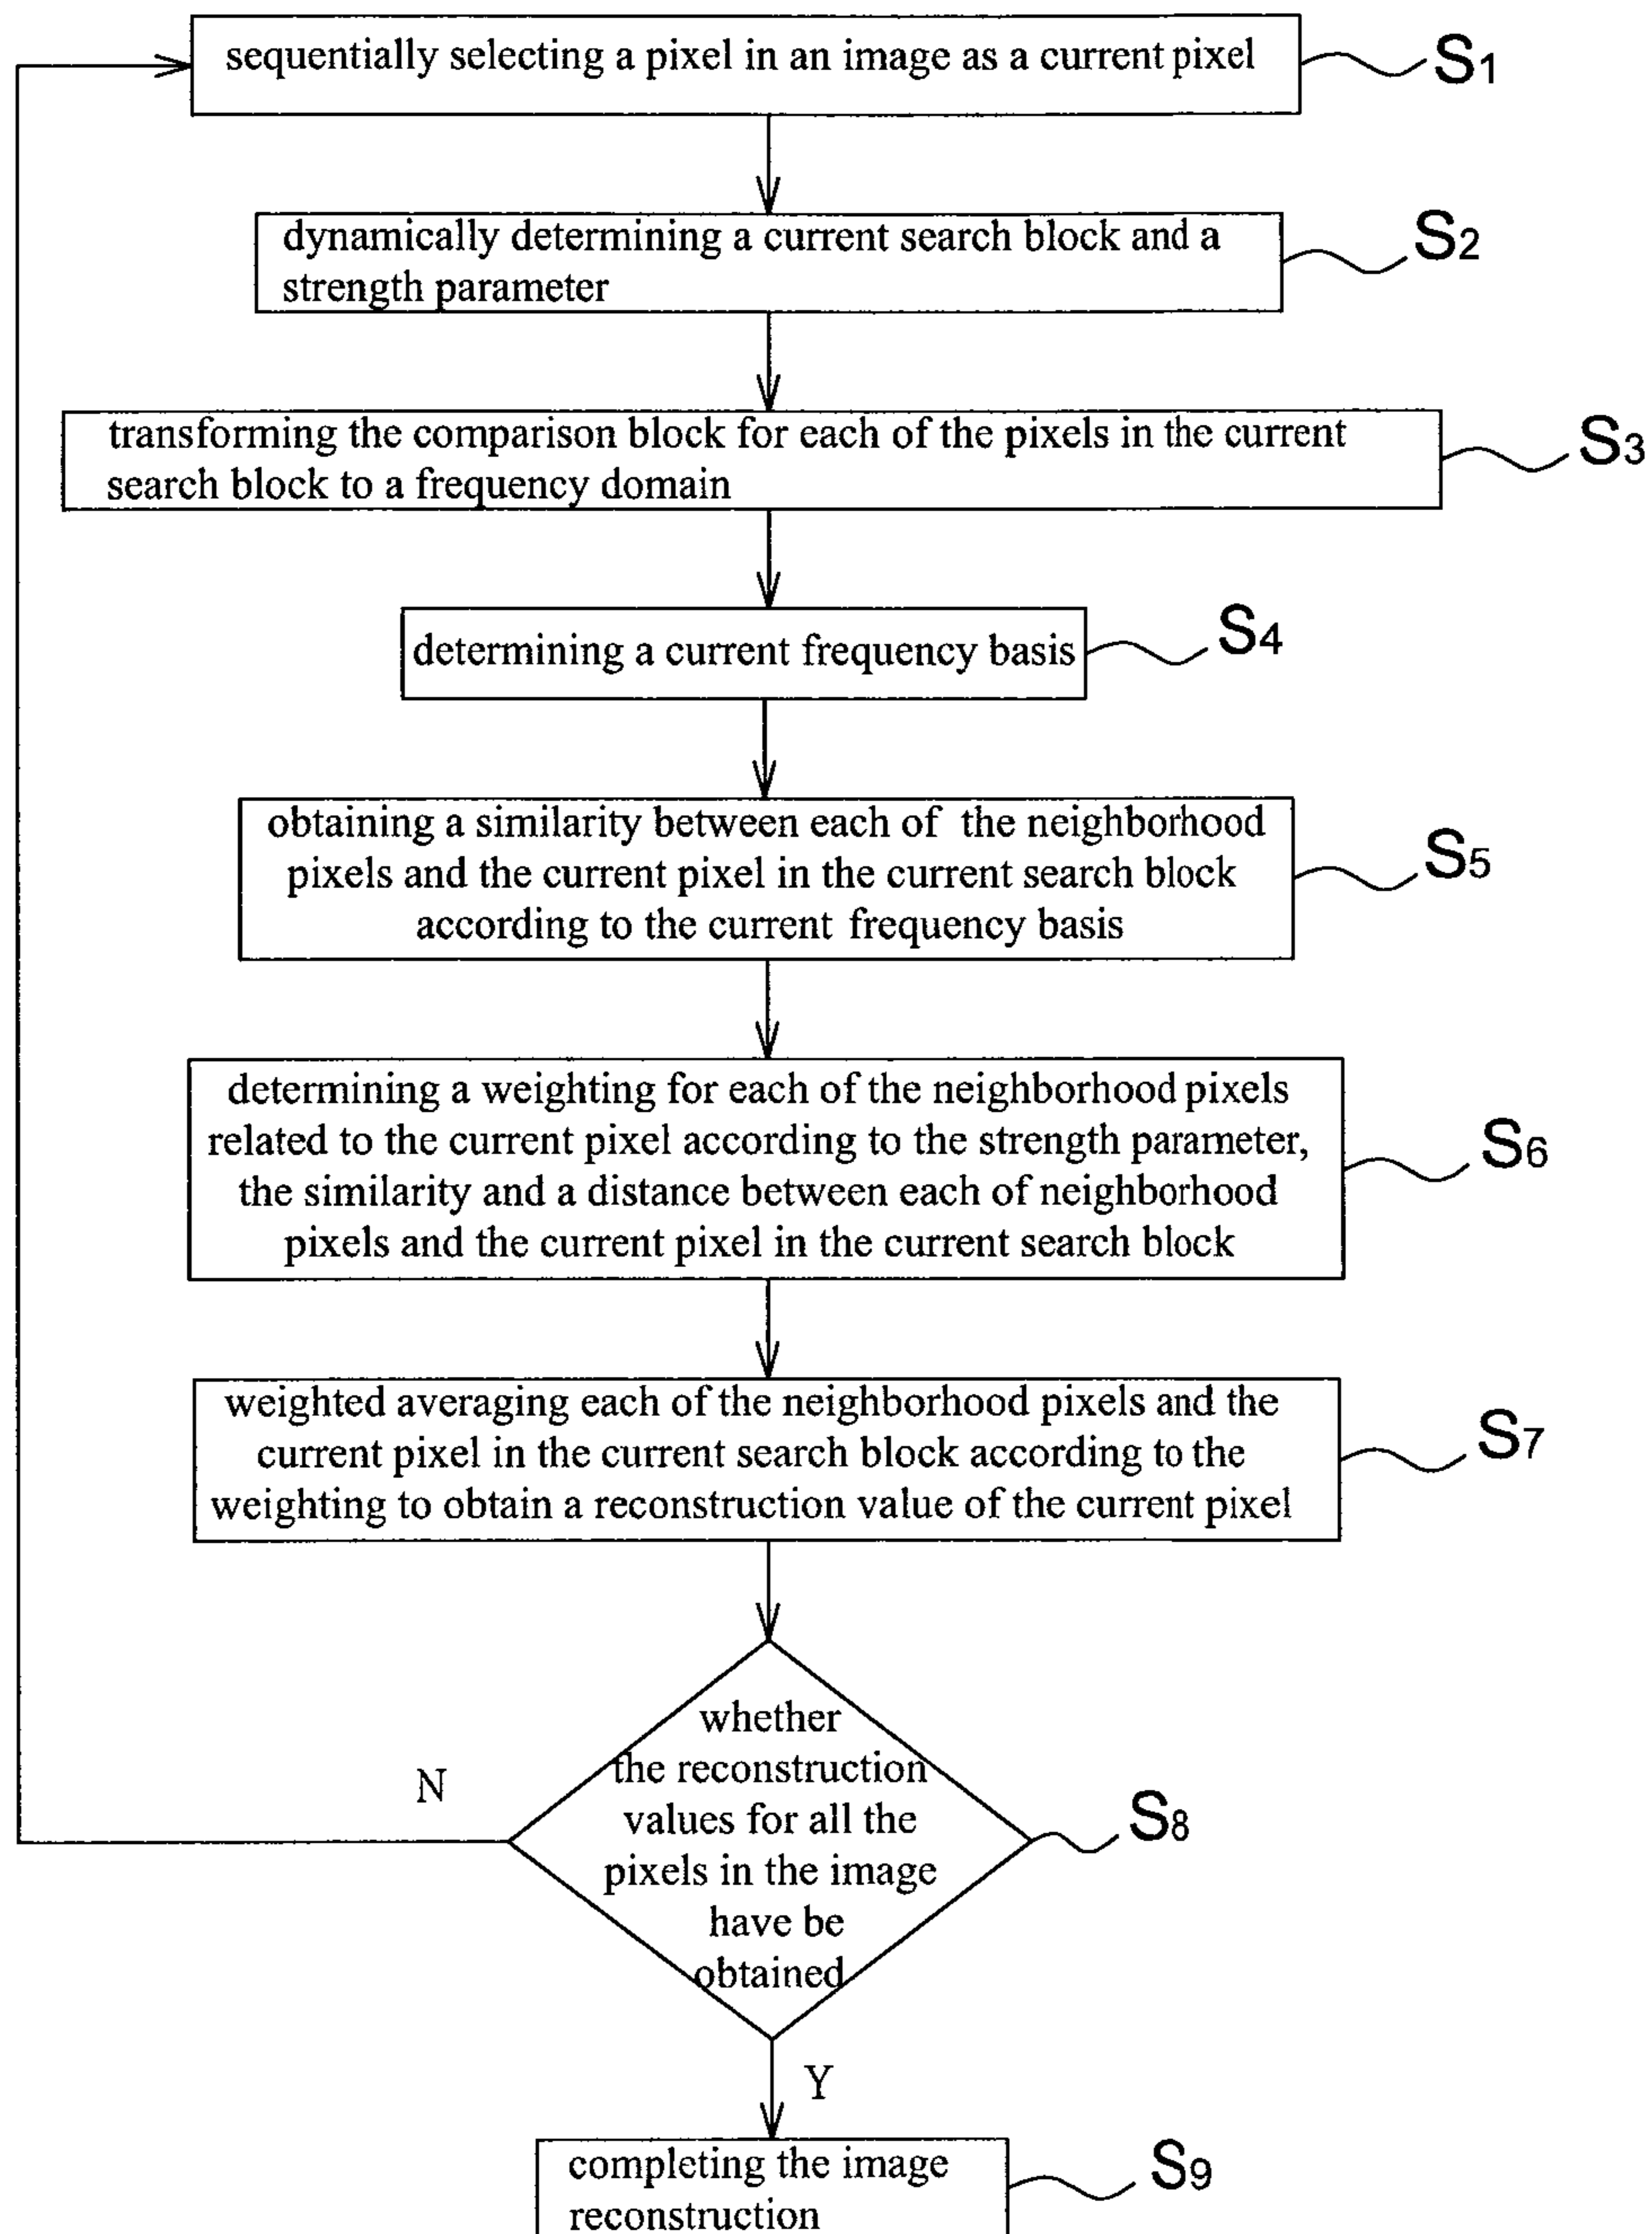 sequentially selecting a pixel in an image as a current pixel
S1
dynamically determining a current search block and a
strength parameter
S2
transforming the comparison block for each of the pixels in the current
search block to a frequency domain
S3
determining a current frequency basis
S4
obtaining a similarity between each of the neighborhood
pixels and the current pixel in the current search block
according to the current frequency basis
S5
determining a weighting for each of the neighborhood pixels
related to the current pixel according to the strength parameter,
the similarity and a distance between each of neighborhood
pixels and the current pixel in the current search block
S6
weighted averaging each of the neighborhood pixels and the
current pixel in the current search block according to the
weighting to obtain a reconstruction value of the current pixel
S7
whether
the reconstruction
values for all the
pixels in the image
have be
obtained
N
S8
Y
completing the image
reconstruction
S9